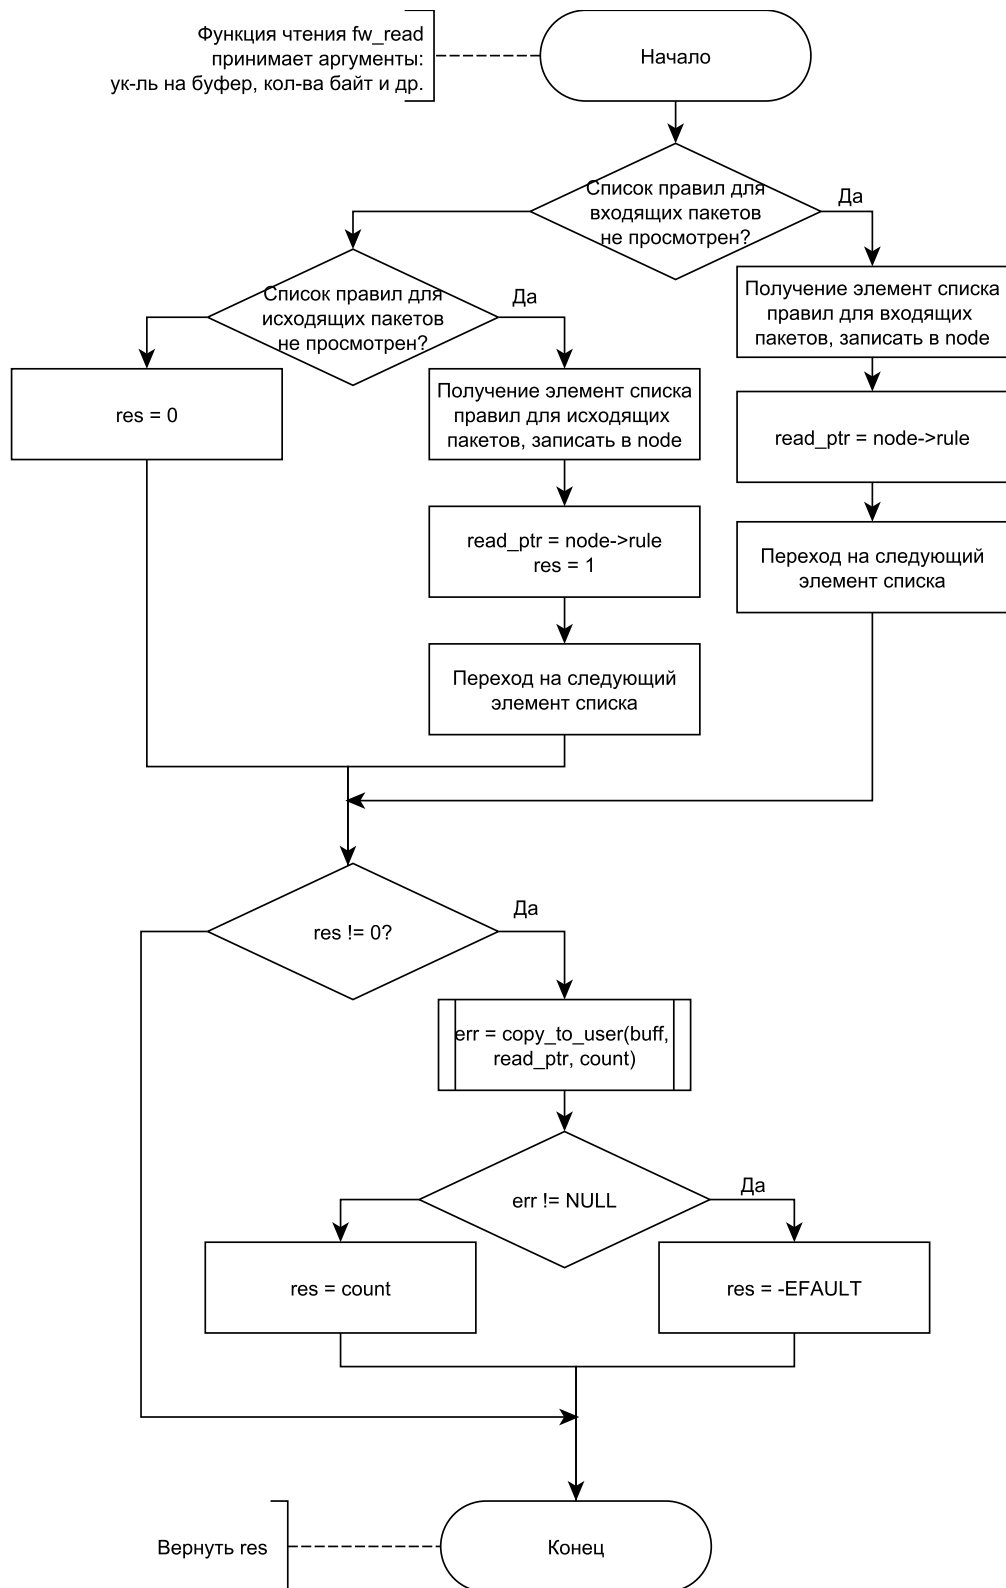 Функция чтения fw_read
принимает аргументы:
ук-ль на буфер, кол-ва байт и др.
Начало
Список правил для
входящих пакетов
не просмотрен?
Да
Список правил для
исходящих пакетов
не просмотрен?
Да
Получение элемент списка
правил для входящих
пакетов, записать в node
res = 0
Получение элемент списка
правил для исходящих
пакетов, записать в node
read_ptr = node->rule
read_ptr = node->rule
res = 1
Переход на следующий
элемент списка
Переход на следующий
элемент списка
res != 0?
Да
err = copy_to_user(buff,
read_ptr, count)
err != NULL
Да
res = count
res = -EFAULT
Вернуть res
Конец